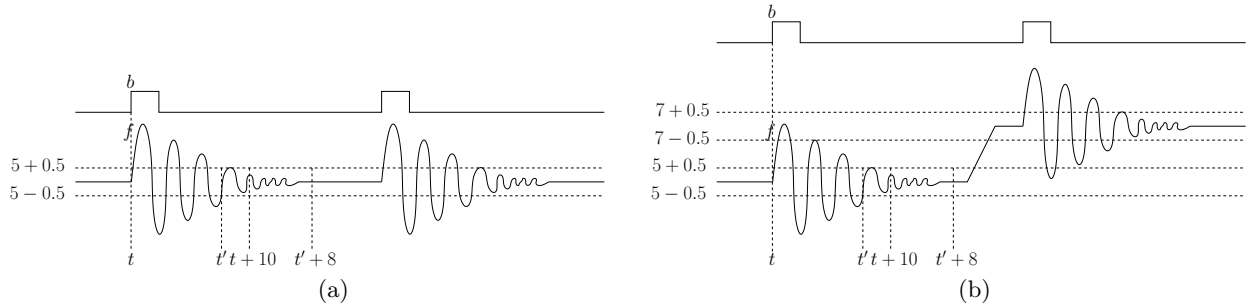 b
f
5 + 0.5
5 − 0.5
t
t′
t + 10
t′ + 8
(a)
b
7 + 0.5
f
7 − 0.5
5 + 0.5
5 − 0.5
t
t′
t + 10
t′ + 8
(b)